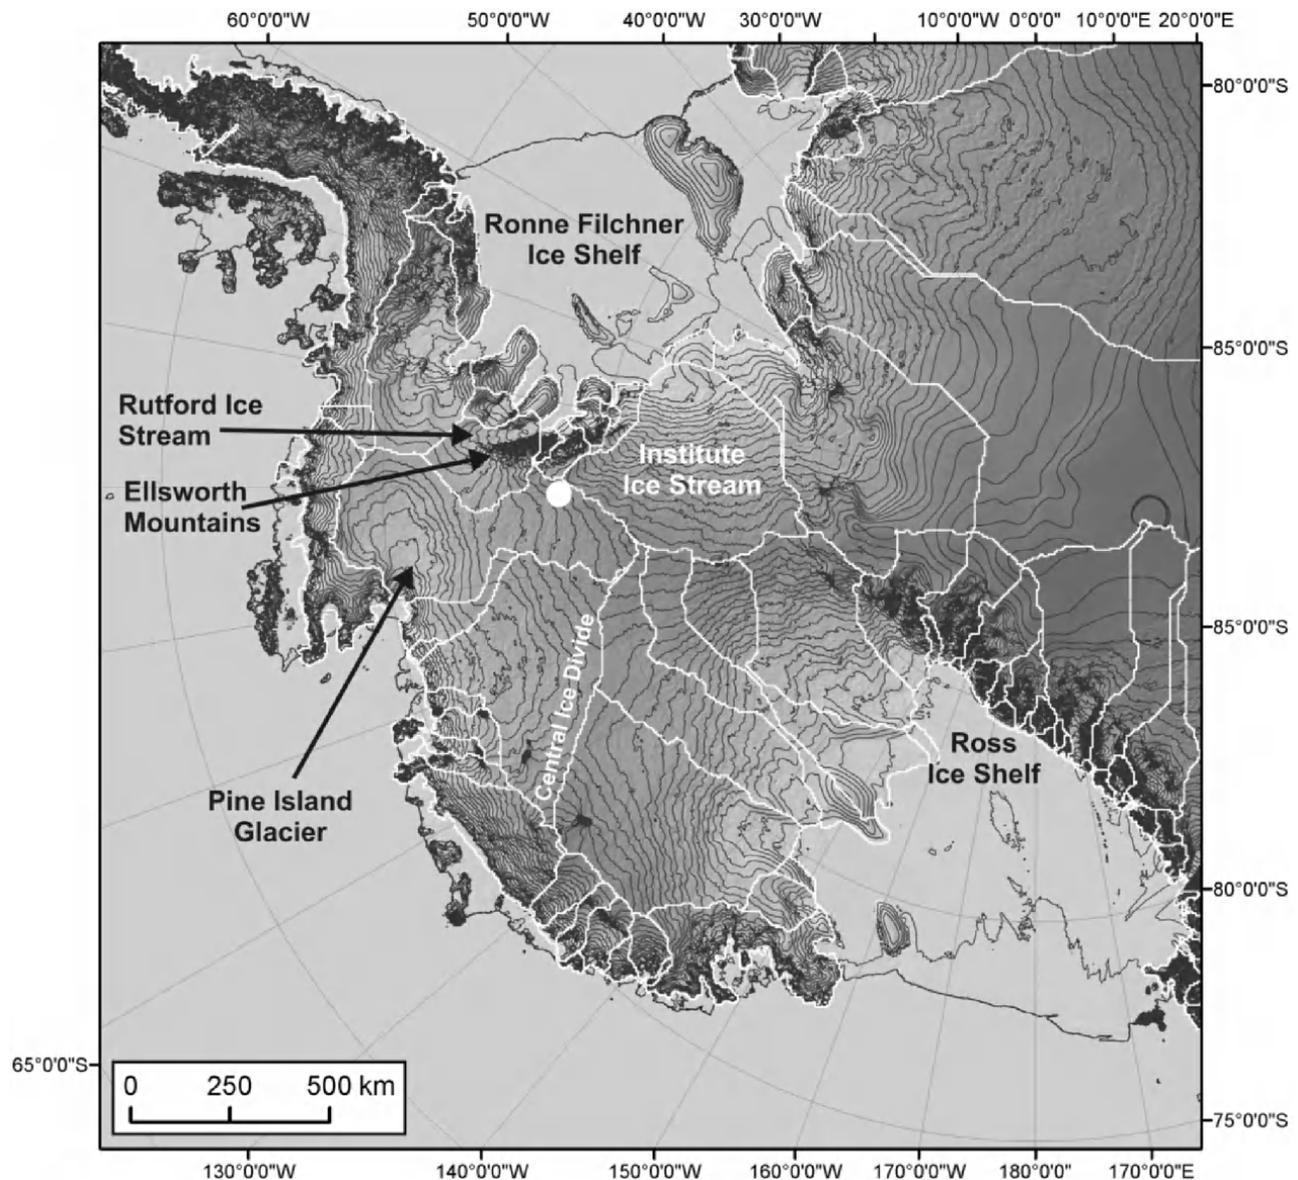 60°0'0"W 50°0'0"W 40°0'0"W 30°0'0"W 10°0'0"W 0°0'0" 10°0'0"E 20°0'0"E
80°0'0"S
Ronne Filchner
Ice Shelf
85°0'0"S
Rutford Ice
Stream
Institute
Ice Stream
Ellsworth
Mountains
Central Ice Divide
85°0'0"S
Ross
Ice Shelf
Pine Island
Glacier
80°0'0"S
65°0'0"S
0 250 500 km
75°0'0"S
130°0'0"W 140°0'0"W 150°0'0"W 160°0'0"W 170°0'0"W 180°0'0" 170°0'0"E